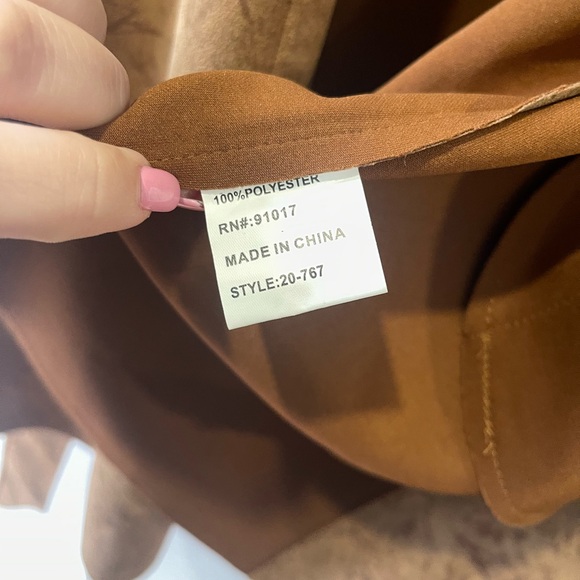 100%POLYESTER
RN#:91017
MADE IN CHINA
STYLE:20-767